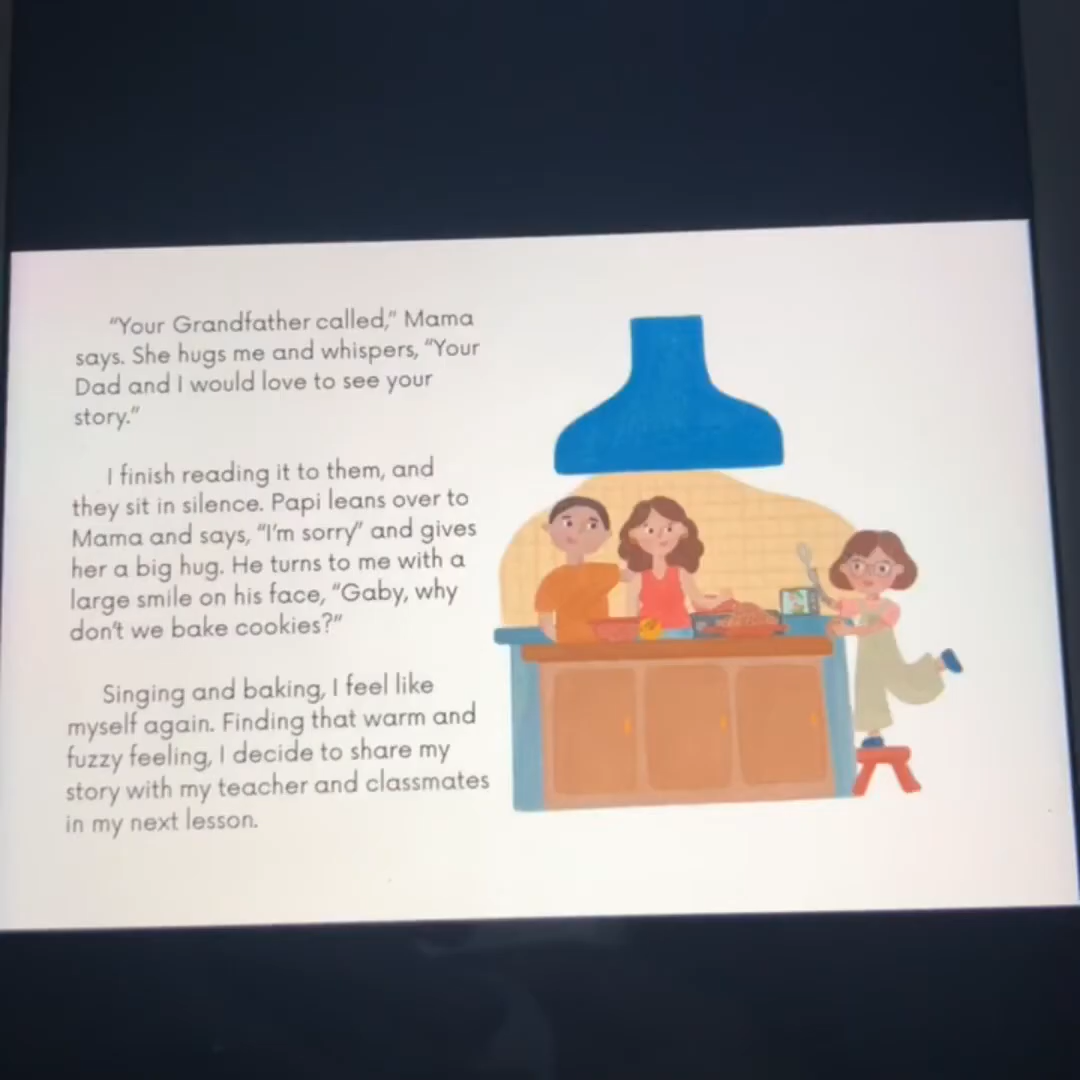 "Your Grandfather called," Mama
says. She hugs me and whispers, "Your
Dad and I would love to see your
story."
I finish reading it to them, and
they sit in silence. Papi leans over to
Mama and says, "I'm sorry" and gives
her a big hug. He turns to me with a
large smile on his face, "Gaby, why
don't we bake cookies?"
Singing and baking, I feel like
myself again. Finding that warm and
fuzzy feeling, I decide to share my
story with my teacher and classmates
in my next lesson.